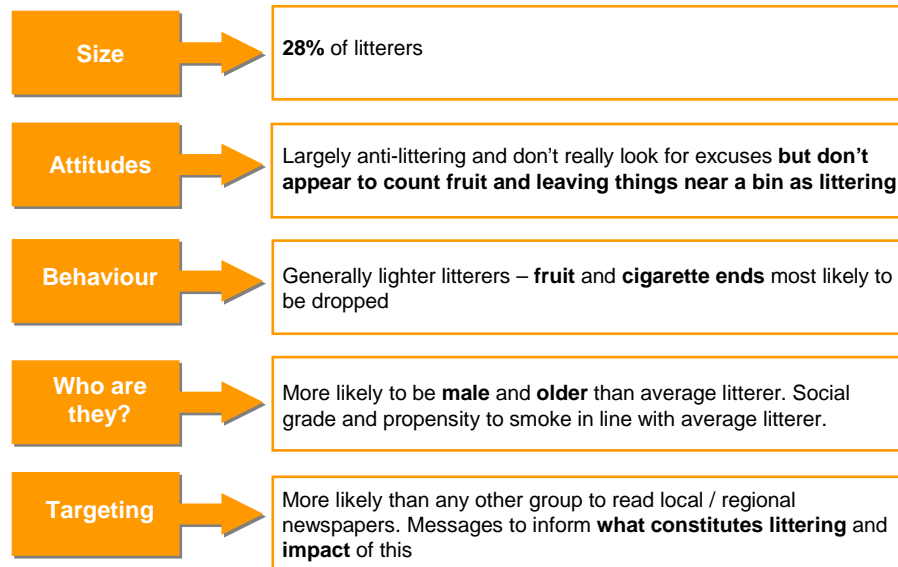 Size
28% of litterers
Attitudes
Largely anti-littering and don't really look for excuses but don't
appear to count fruit and leaving things near a bin as littering
Behaviour
Generally lighter litterers – fruit and cigarette ends most likely to
be dropped
Who are
they?
More likely to be male and older than average litterer. Social
grade and propensity to smoke in line with average litterer.
Targeting
More likely than any other group to read local / regional
newspapers. Messages to inform what constitutes littering and
impact of this